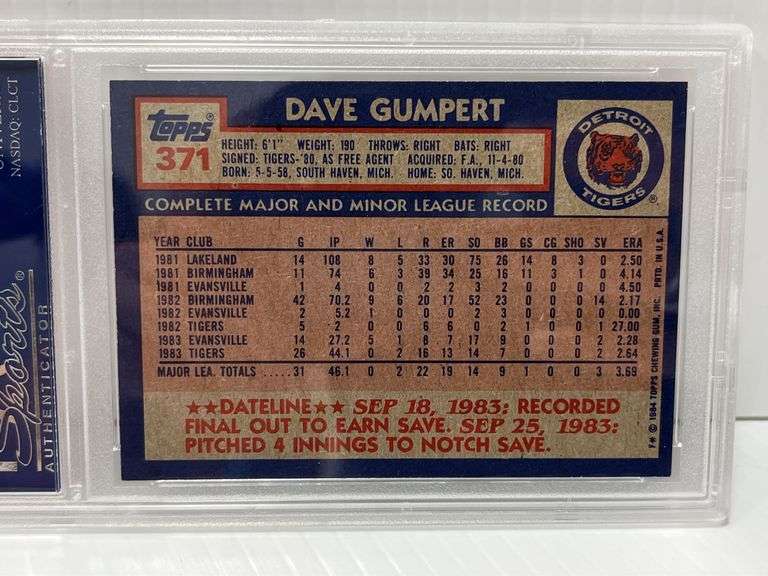 NASDAQ: CLCT
Sports®
AUTHENTICATOR
DAVE GUMPERT
Topps
371
HEIGHT: 6'1" WEIGHT: 190 THROWS: RIGHT BATS: RIGHT
SIGNED: TIGERS-'80, AS FREE AGENT ACQUIRED: F.A., 11-4-80
BORN: 5-5-58, SOUTH HAVEN, MICH. HOME: SO. HAVEN, MICH.
DETROIT
TIGERS®
COMPLETE MAJOR AND MINOR LEAGUE RECORD
YEAR CLUB G IP W L R ER SO BB GS CG SHO SV ERA
1981 LAKELAND 14 108 8 5 33 30 75 26 14 8 3 0 2.50
1981 BIRMINGHAM 11 74 6 3 39 34 25 16 11 3 1 0 4.14
1981 EVANSVILLE 1 4 0 0 2 2 1 1 0 0 0 0 4.50
1982 BIRMINGHAM 42 70.2 9 6 20 17 52 23 0 0 0 14 2.17
1982 EVANSVILLE 2 5.2 1 0 0 0 2 2 0 0 0 0 0.00
1982 TIGERS 5 2 0 0 6 6 0 2 1 0 0 1 27.00
1983 EVANSVILLE 14 27.2 5 1 8 7 17 9 0 0 0 2 2.28
1983 TIGERS 26 44.1 0 2 16 13 14 7 0 0 0 2 2.64
MAJOR LEA. TOTALS 31 46.1 0 2 22 19 14 9 1 0 0 3 3.69
★★DATELINE★★ SEP 18, 1983: RECORDED
FINAL OUT TO EARN SAVE. SEP 25, 1983:
PITCHED 4 INNINGS TO NOTCH SAVE.
F* © 1984 TOPPS CHEWING GUM, INC. PRTD. IN U.S.A.